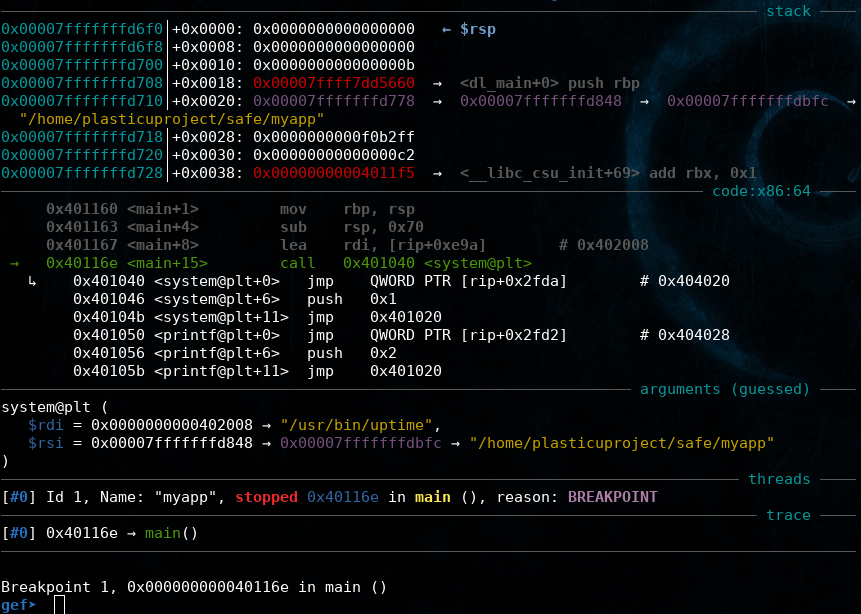 stack
0x00007fffffffd6f0│+0x0000: 0x0000000000000000   ← $rsp
0x00007fffffffd6f8│+0x0008: 0x0000000000000000
0x00007fffffffd700│+0x0010: 0x000000000000000b
0x00007fffffffd708│+0x0018: 0x00007ffff7dd5660  →  <dl_main+0> push rbp
0x00007fffffffd710│+0x0020: 0x00007fffffffd778  →  0x00007fffffffd848  →  0x00007fffffffdbfc  →
"/home/plasticuproject/safe/myapp"
0x00007fffffffd718│+0x0028: 0x0000000000f0b2ff
0x00007fffffffd720│+0x0030: 0x00000000000000c2
0x00007fffffffd728│+0x0038: 0x00000000004011f5  →  <__libc_csu_init+69> add rbx, 0x1
code:x86:64
0x401160 <main+1>         mov    rbp, rsp
0x401163 <main+4>         sub    rsp, 0x70
0x401167 <main+8>         lea    rdi, [rip+0xe9a]        # 0x402008
→   0x40116e <main+15>        call   0x401040 <system@plt>
↳    0x401040 <system@plt+0>   jmp    QWORD PTR [rip+0x2fda]        # 0x404020
0x401046 <system@plt+6>   push   0x1
0x40104b <system@plt+11>  jmp    0x401020
0x401050 <printf@plt+0>   jmp    QWORD PTR [rip+0x2fd2]        # 0x404028
0x401056 <printf@plt+6>   push   0x2
0x40105b <printf@plt+11>  jmp    0x401020
arguments (guessed)
system@plt (
$rdi = 0x0000000000402008 → "/usr/bin/uptime",
$rsi = 0x00007fffffffd848 → 0x00007fffffffdbfc → "/home/plasticuproject/safe/myapp"
)
threads
[#0] Id 1, Name: "myapp", stopped 0x40116e in main (), reason: BREAKPOINT
trace
[#0] 0x40116e → main()
Breakpoint 1, 0x000000000040116e in main ()
gef➤